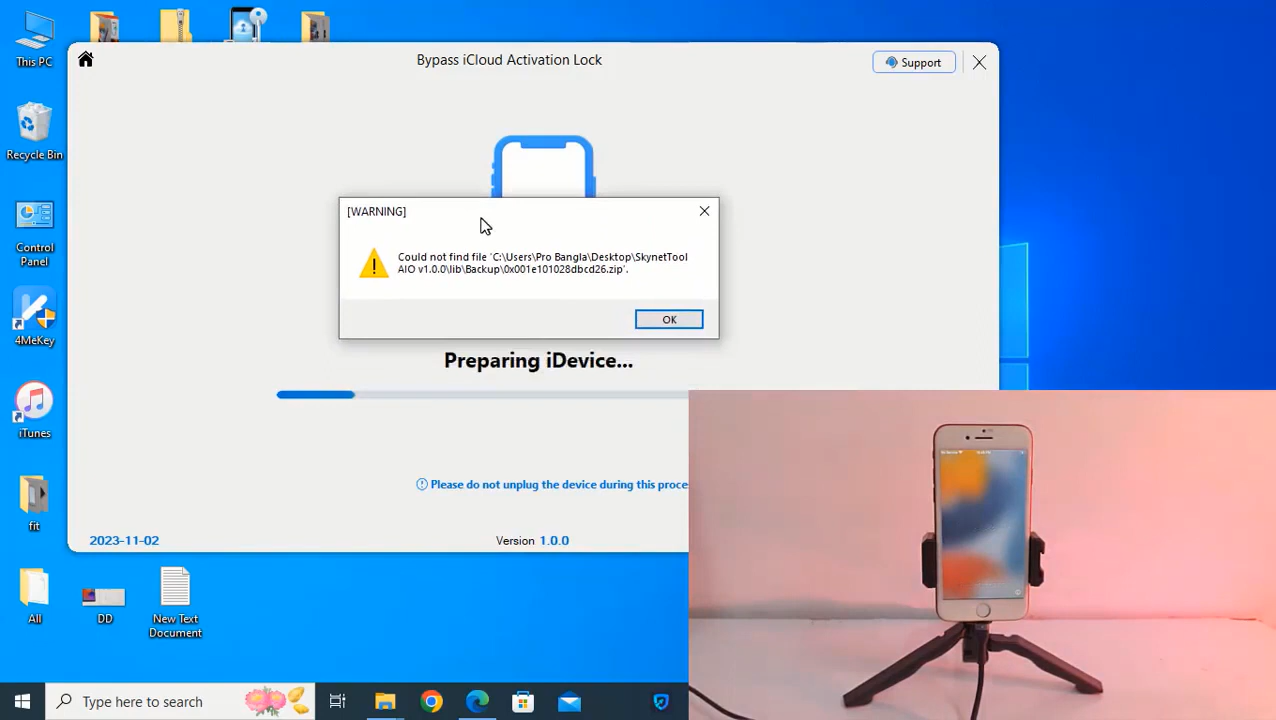 This PC
Recycle Bin
Control
Panel
4MeKey
iTunes
fit
All
DD
New Text
Document
Bypass iCloud Activation Lock
Support
[WARNING]
Could not find file 'C:\Users\Pro Bangla\Desktop\SkynetTool
AIO v1.0.0\lib\Backup\0x001e101028dbcd26.zip'.
OK
Preparing iDevice...
Please do not unplug the device during this proce
2023-11-02
Version 1.0.0
Type here to search